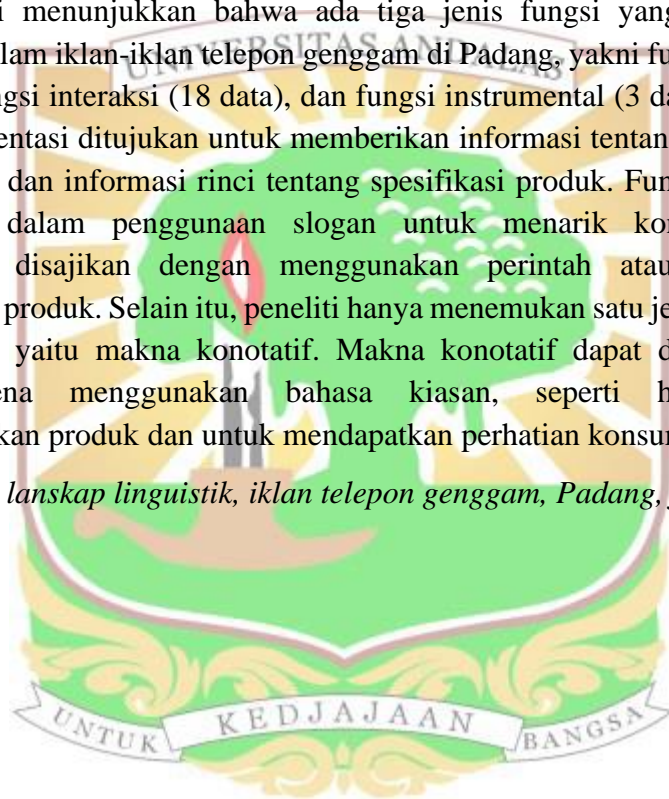 i menunjukkan bahwa ada tiga jenis fungsi yang
lam iklan-iklan telepon genggam di Padang, yakni fu
UNIVERSITAS ANDALAS
ngsi interaksi (18 data), dan fungsi instrumental (3 da
entasi ditujukan untuk memberikan informasi tentan
dan informasi rinci tentang spesifikasi produk. Fun
dalam penggunaan slogan untuk menarik kon
disajikan dengan menggunakan perintah atau
produk. Selain itu, peneliti hanya menemukan satu je
yaitu makna konotatif. Makna konotatif dapat d
ena menggunakan bahasa kiasan, seperti h
kan produk dan untuk mendapatkan perhatian konsu
lanskap linguistik, iklan telepon genggam, Padang,
UNTUK KEDJAJAAN BANGSA